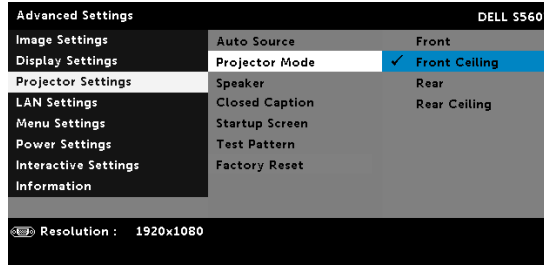 Advanced Settings DELL S560
Image Settings Auto Source Front
Display Settings Projector Mode ✓ Front Ceiling
Projector Settings Speaker Rear
LAN Settings Closed Caption Rear Ceiling
Menu Settings Startup Screen
Power Settings Test Pattern
Interactive Settings Factory Reset
Information
Resolution : 1920x1080